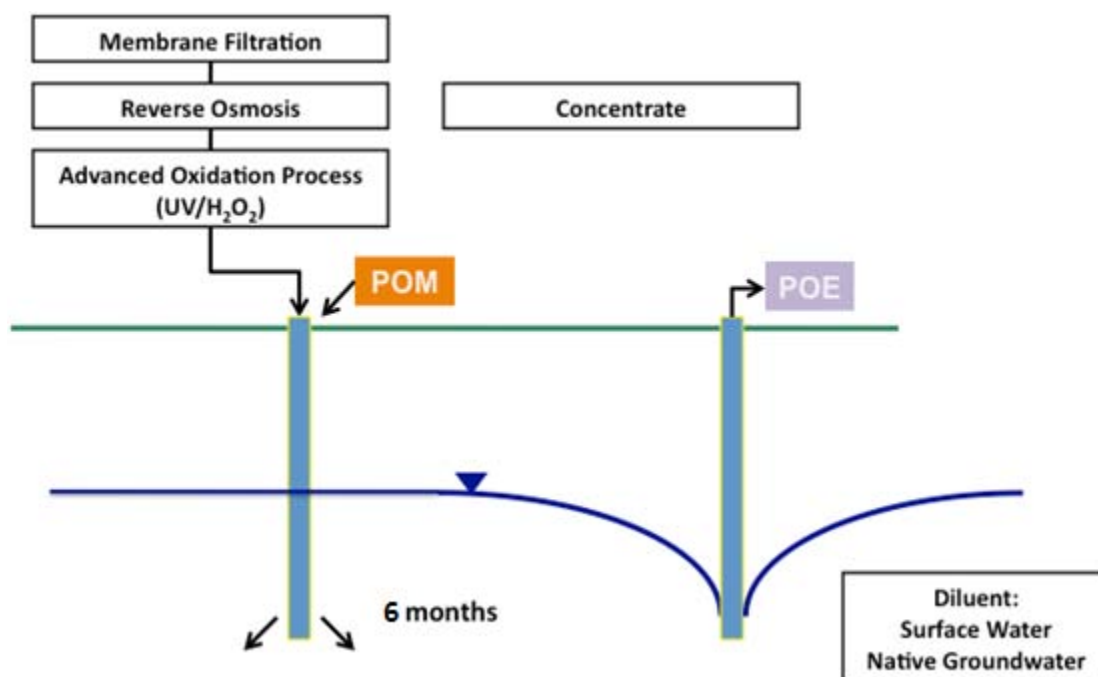 Membrane Filtration
Reverse Osmosis
Concentrate
Advanced Oxidation Process
(UV/H₂O₂)
POM
POE
6 months
Diluent:
Surface Water
Native Groundwater